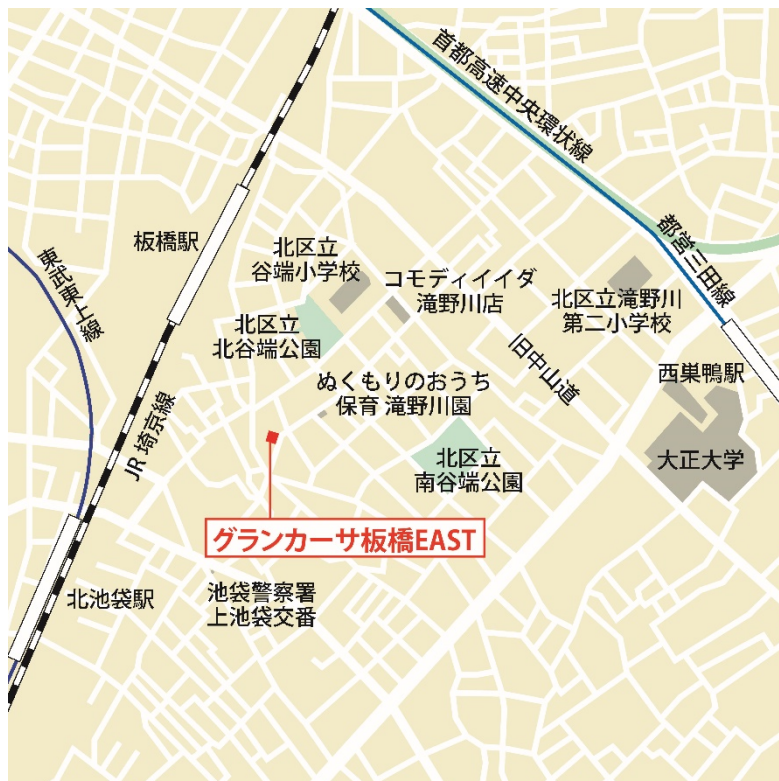 首都高速中央環状線
都営三田線
板橋駅
東武東上線
北区立
谷端小学校
コモディイイダ
滝野川店
北区立滝野川
第二小学校
北区立
北谷端公園
旧中山道
ぬくもりのおうち
保育 滝野川園
西巣鴨駅
大正大学
JR 埼京線
北区立
南谷端公園
グランカーサ板橋EAST
北池袋駅
池袋警察署
上池袋交番